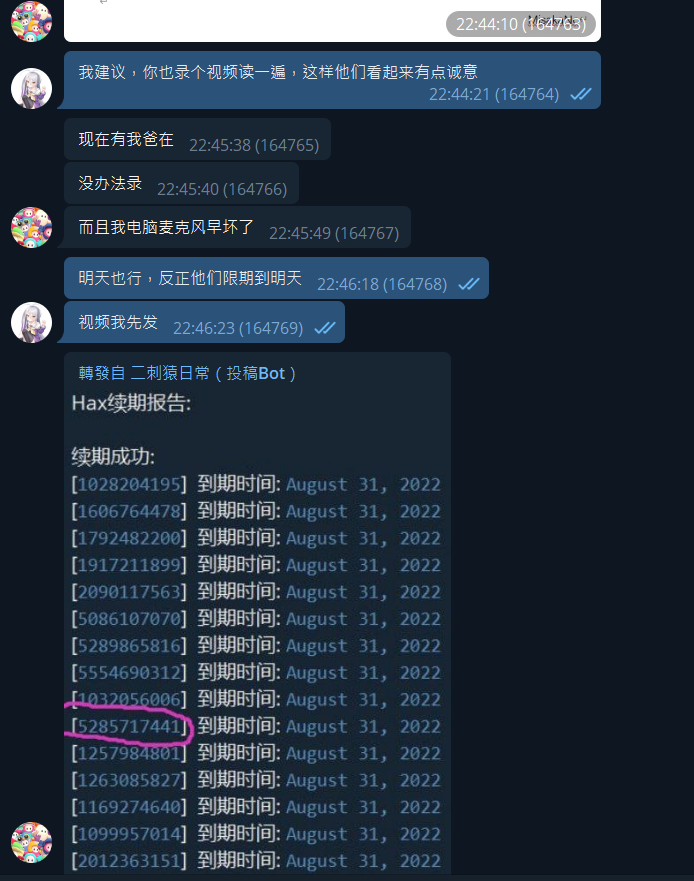 22:44:10 (164763)
我建议，你也录个视频读一遍，这样他们看起来有点诚意
22:44:21 (164764)
现在有我爸在 22:45:38 (164765)
没办法录 22:45:40 (164766)
而且我电脑麦克风早坏了 22:45:49 (164767)
明天也行，反正他们限期到明天 22:46:18 (164768)
视频我先发 22:46:23 (164769)
轉發自 二刺猿日常 ( 投稿Bot )
Hax续期报告:
续期成功:
[1028204195] 到期时间: August 31, 2022
[1606764478] 到期时间: August 31, 2022
[1792482200] 到期时间: August 31, 2022
[1917211899] 到期时间: August 31, 2022
[2090117563] 到期时间: August 31, 2022
[5086107070] 到期时间: August 31, 2022
[5289865816] 到期时间: August 31, 2022
[5554690312] 到期时间: August 31, 2022
[1032056006] 到期时间: August 31, 2022
[5285717441] 到期时间: August 31, 2022
[1257984801] 到期时间: August 31, 2022
[1263085827] 到期时间: August 31, 2022
[1169274640] 到期时间: August 31, 2022
[1099957014] 到期时间: August 31, 2022
[2012363151] 到期时间: August 31, 2022